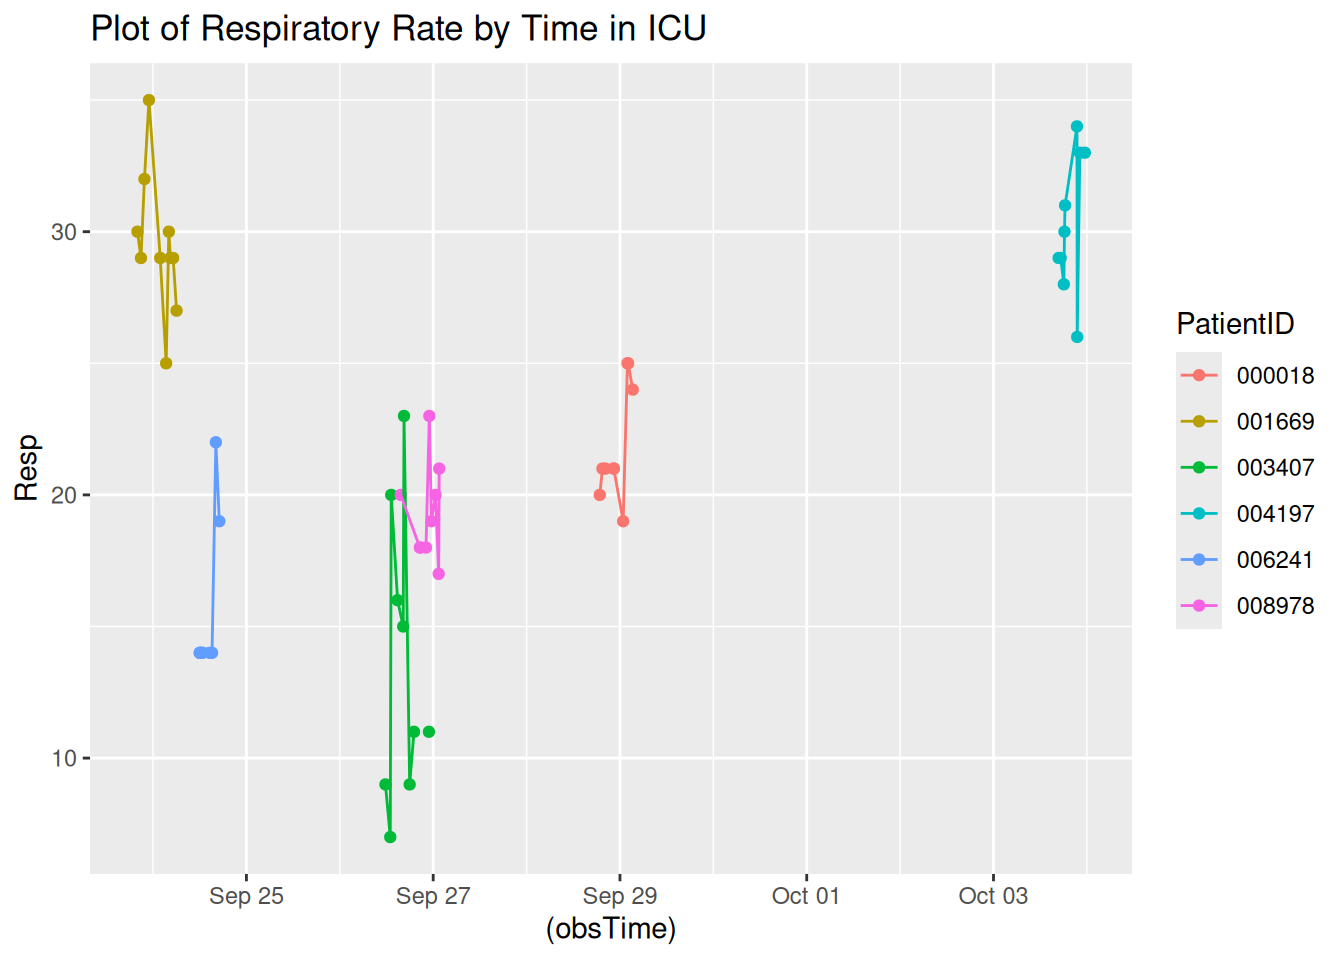 Plot of Respiratory Rate by Time in ICU
Resp
30
20
10
Sep 25
Sep 27
Sep 29
Oct 01
Oct 03
(obsTime)
PatientID
000018
001669
003407
004197
006241
008978